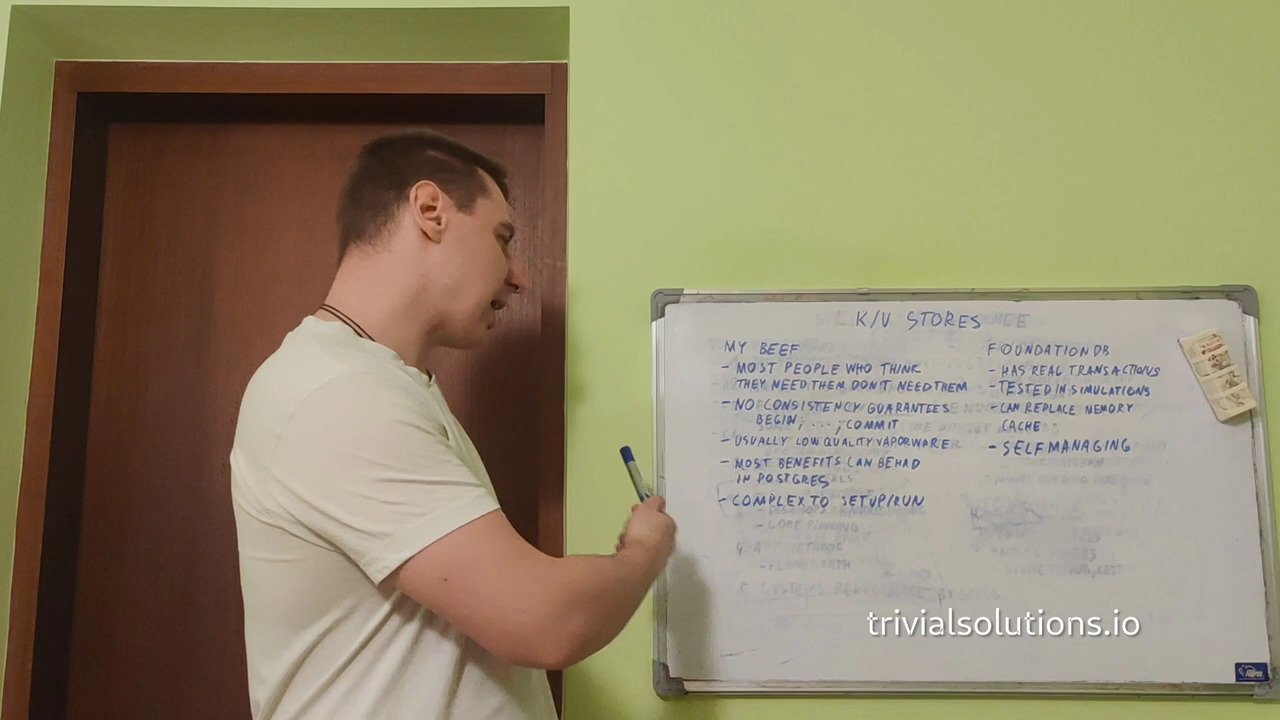 K/V STORES
MY BEEF
- MOST PEOPLE WHO THINK
THEY NEED THEM DON'T NEED THEM
- NO CONSISTENCY GUARANTEES
BEGIN; ...; COMMIT
- USUALLY LOW QUALITY VAPORWARE
- MOST BENEFITS CAN BE HAD
IN POSTGRES
- COMPLEX TO SETUP/RUN
FOUNDATIONDB
- HAS REAL TRANSACTIONS
- TESTED IN SIMULATIONS
- CAN REPLACE MEMORY
CACHE
- SELF MANAGING
trivialsolutions.io